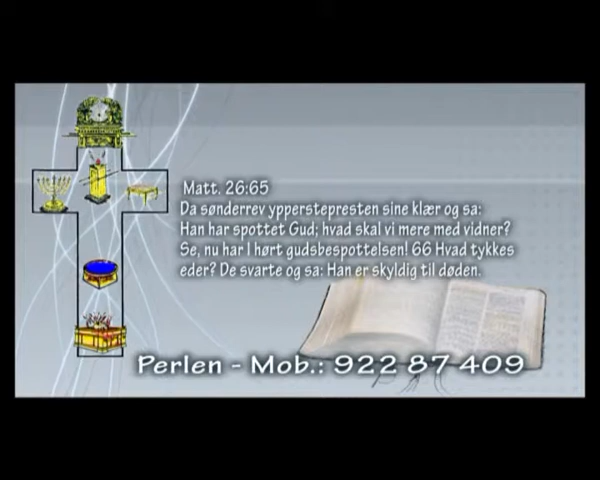 Matt. 26:65
Da sønderrev ypperstepresten sine klær og sa:
Han har spottet Gud; hvad skal vi mere med vidner?
Se, nu har I hørt gudsbespottelsen! 66 Hvad tykkes
eder? De svarte og sa: Han er skyldig til døden.
Perlen - Mob.: 922 87 409